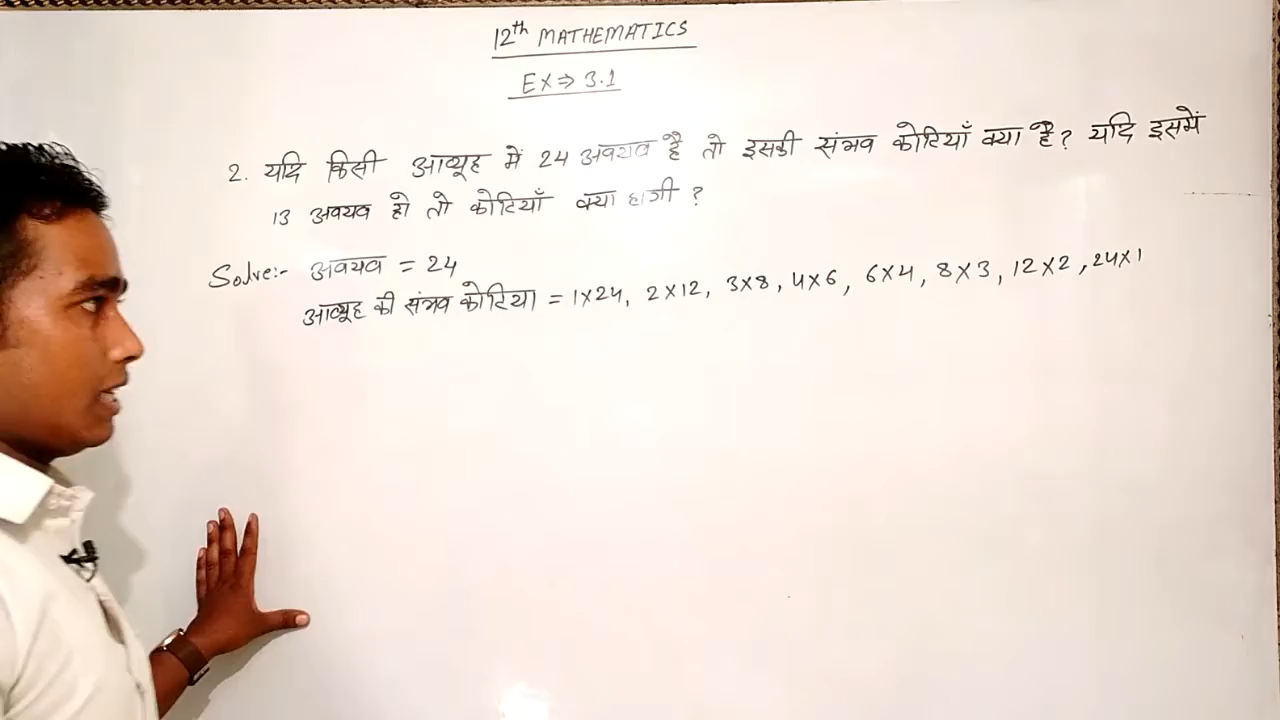 12th MATHEMATICS
EX⇒ 3.1
2. यदि किसी आव्यूह में 24 अवयव है तो इसकी संभव कोटियाँ क्या है? यदि इसमें
13 अवयव हो तो कोटियाँ क्या होगी ?
Solve:- अवयव = 24
आव्यूह की संभव कोटिया = 1×24, 2×12, 3×8, 4×6, 6×4, 8×3, 12×2, 24×1